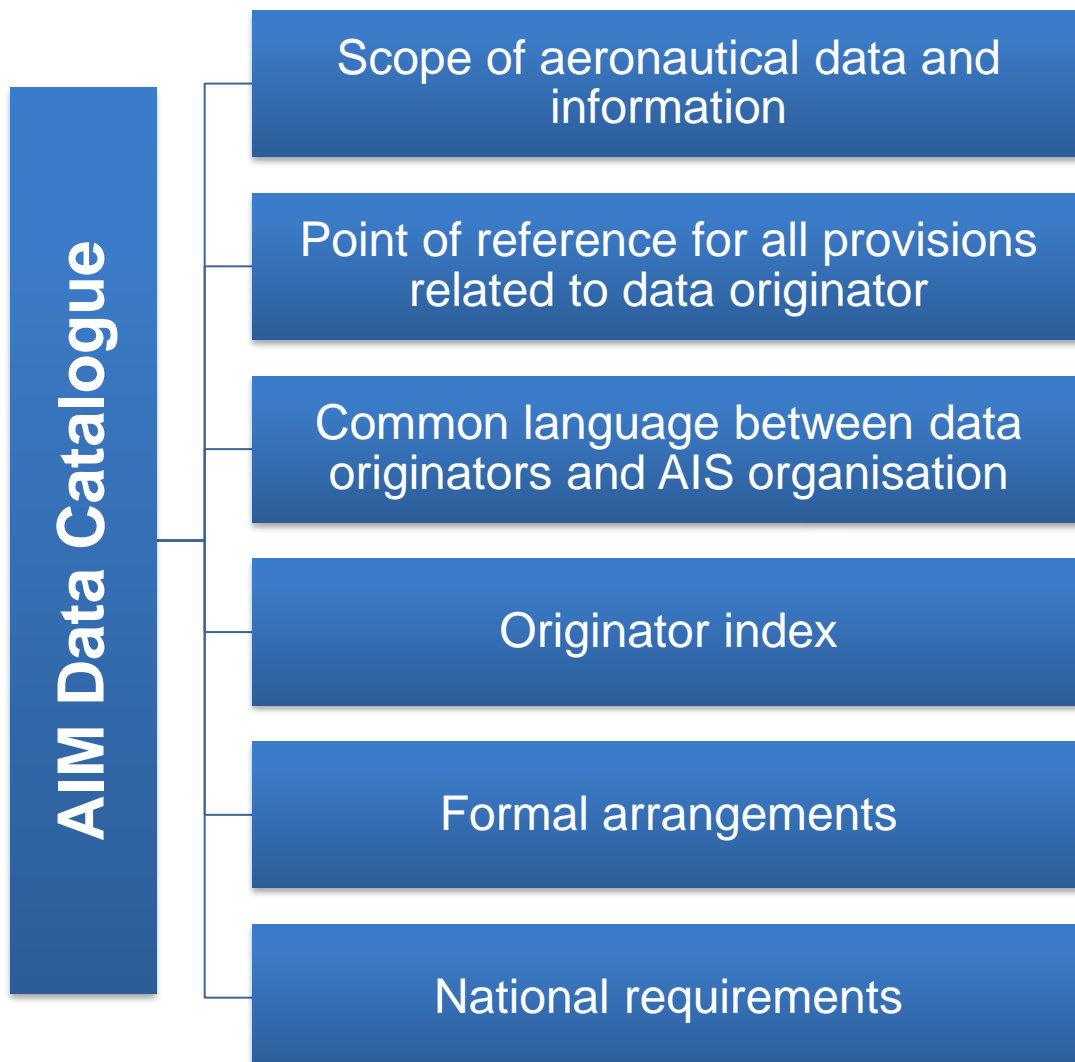 AIM Data Catalogue
Scope of aeronautical data and
information
Point of reference for all provisions
related to data originator
Common language between data
originators and AIS organisation
Originator index
Formal arrangements
National requirements